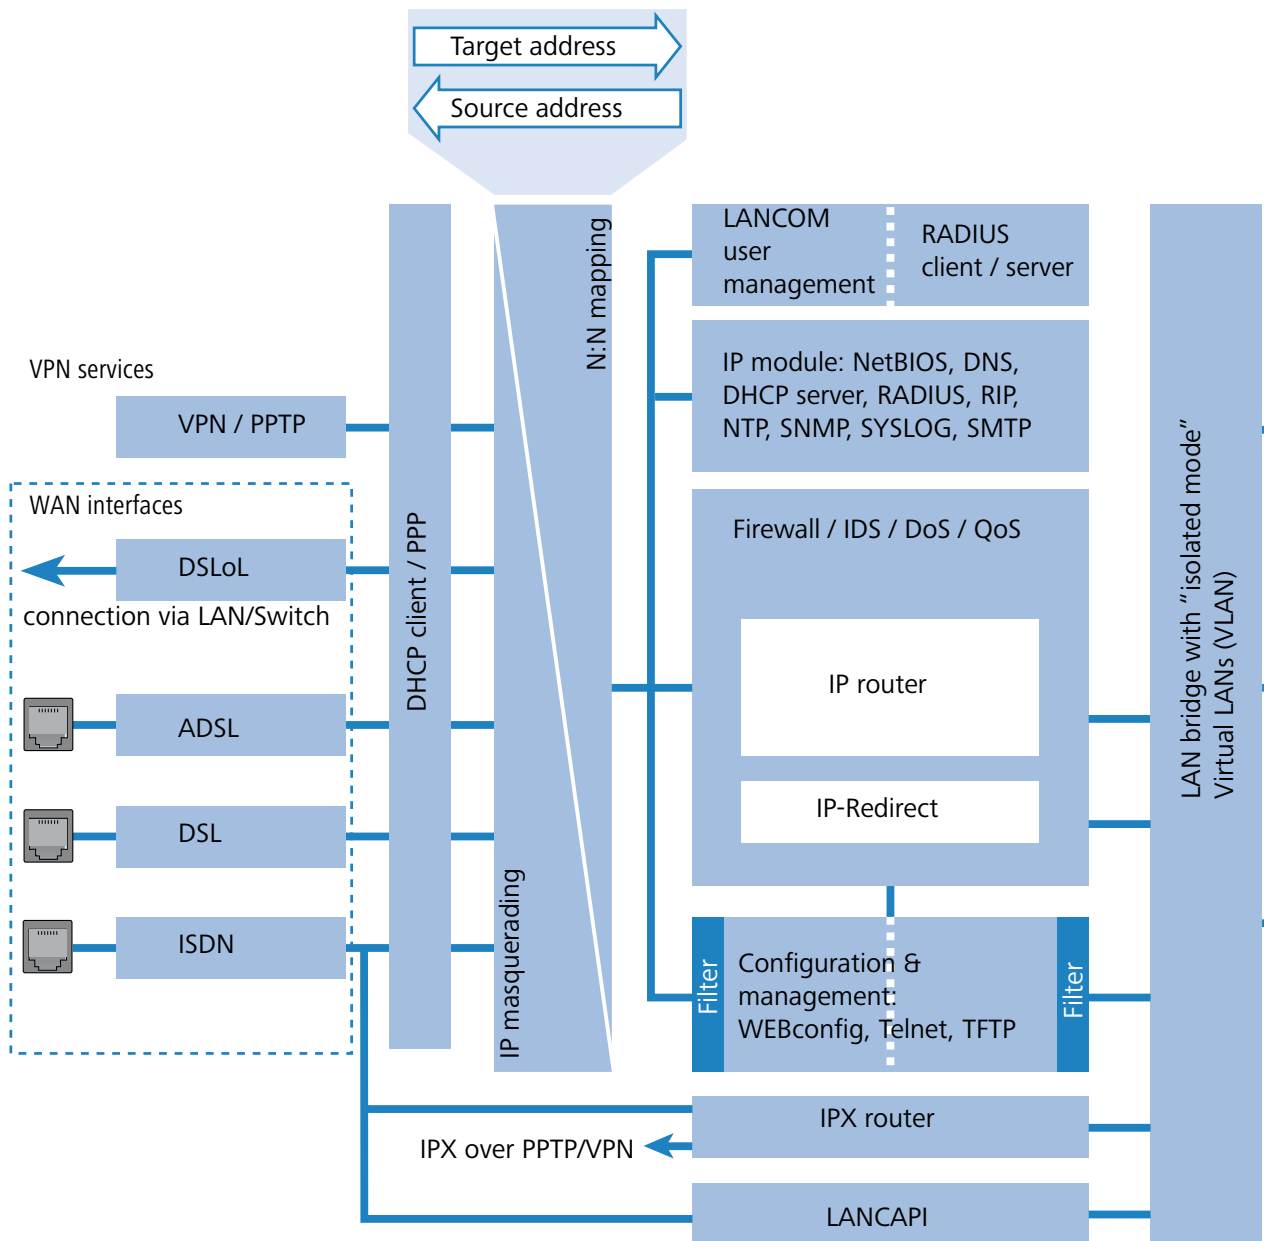 Target address
Source address
LANCOM
user
management
RADIUS
client / server
N:N mapping
IP module: NetBIOS, DNS,
DHCP server, RADIUS, RIP,
NTP, SNMP, SYSLOG, SMTP
VPN services
VPN / PPTP
WAN interfaces
DSLoL
connection via LAN/Switch
ADSL
DSL
ISDN
DHCP client / PPP
IP masquerading
Firewall / IDS / DoS / QoS
IP router
IP-Redirect
Filter
Configuration &
management:
WEBconfig, Telnet, TFTP
Filter
LAN bridge with “isolated mode”
Virtual LANs (VLAN)
IPX router
IPX over PPTP/VPN
LANCAPI